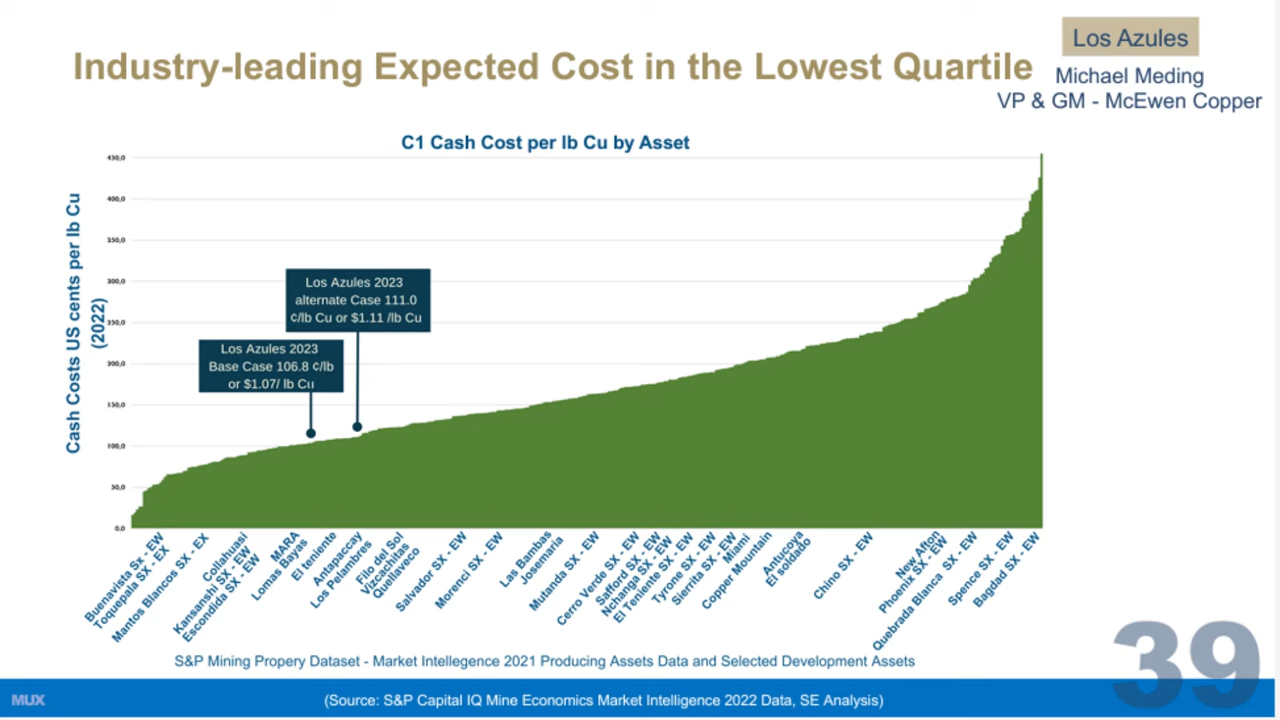 Industry-leading Expected Cost in the Lowest Quartile
Los Azules
Michael Meding
VP & GM - McEwen Copper
C1 Cash Cost per lb Cu by Asset
Cash Costs US cents per lb Cu
(2022)
450,0
400,0
350,0
300,0
250,0
200,0
150,0
100,0
50,0
0,0
Los Azules 2023
alternate Case 111.0
¢/lb Cu or $1.11 /lb Cu
Los Azules 2023
Base Case 106.8 ¢/lb
or $1.07/ lb Cu
Buenavista Sx - EW
Toquepala SX - EX
Mantos Blancos SX - EX
Collahuasi
Kansanshi SX - EW
Escondida SX - EW
MARA
Lomas Bayas
El teniente
Antapaccay
Los Pelambres
Filo del Sol
Vizcachitas
Quellaveco
Salvador SX - EW
Morenci SX - EW
Las Bambas
Josemaria
Mutanda SX - EW
Cerro Verde SX - EW
Safford SX - EW
Nchanga SX - EW
El Teniente SX - EW
Tyrone SX - EW
Sierrita SX - EW
Miami
Copper Mountain
Antucoya
El soldado
Chino SX - EW
New Afton
Phoenix SX - EW
Quebrada Blanca SX - EW
Spence SX - EW
Bagdad SX - EW
S&P Mining Propery Dataset - Market Intellegence 2021 Producing Assets Data and Selected Development Assets
39
MUX
(Source: S&P Capital IQ Mine Economics Market Intelligence 2022 Data, SE Analysis)